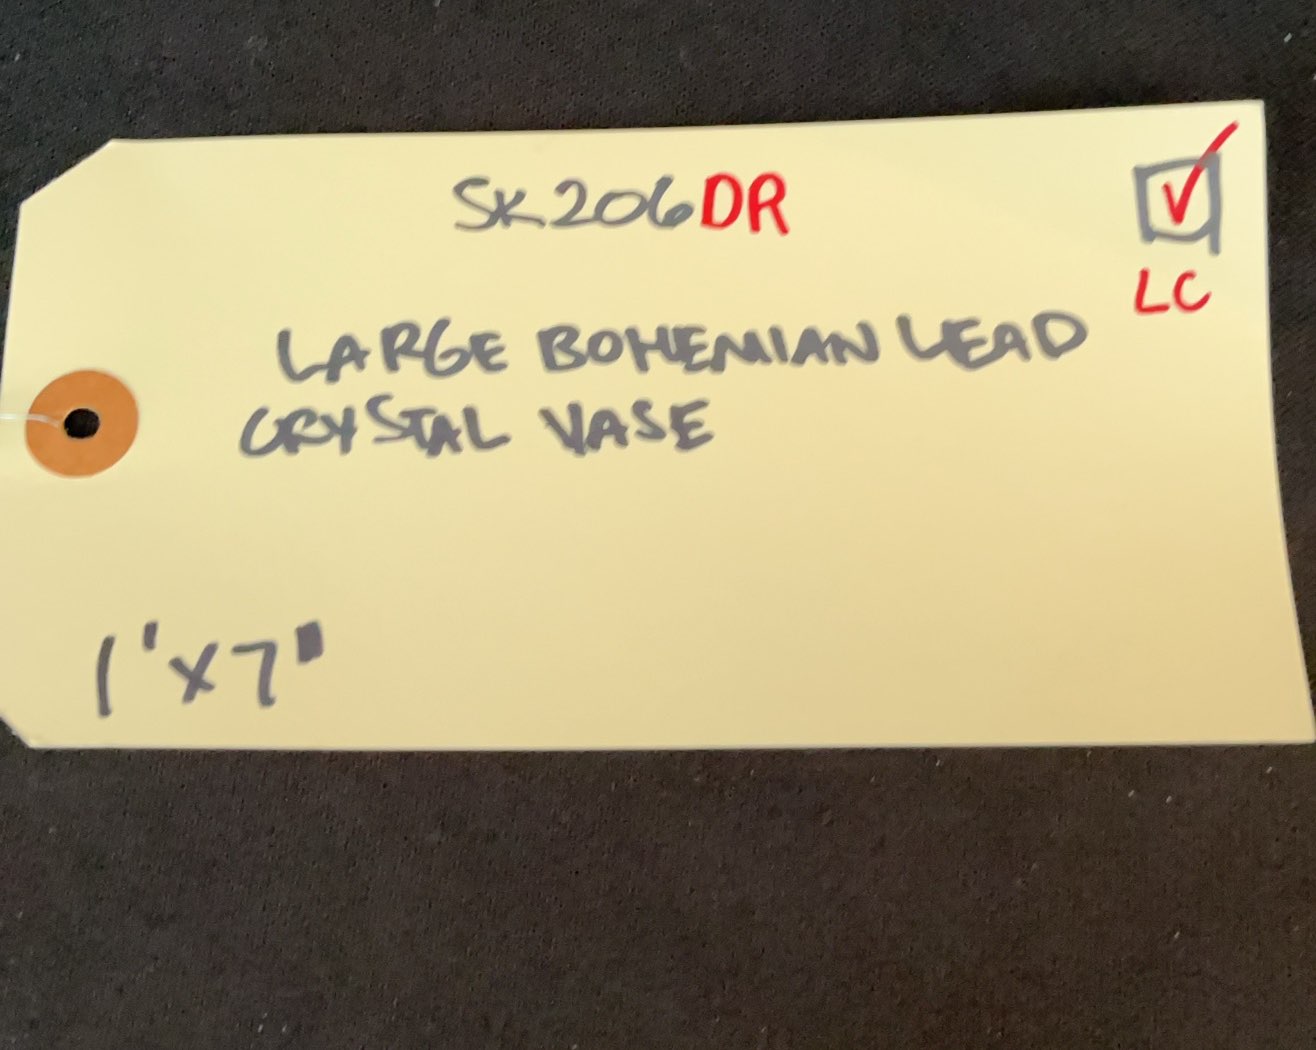 SK206DR
LC
LARGE BOHEMIAN LEAD
CRYSTAL VASE
1'x7"